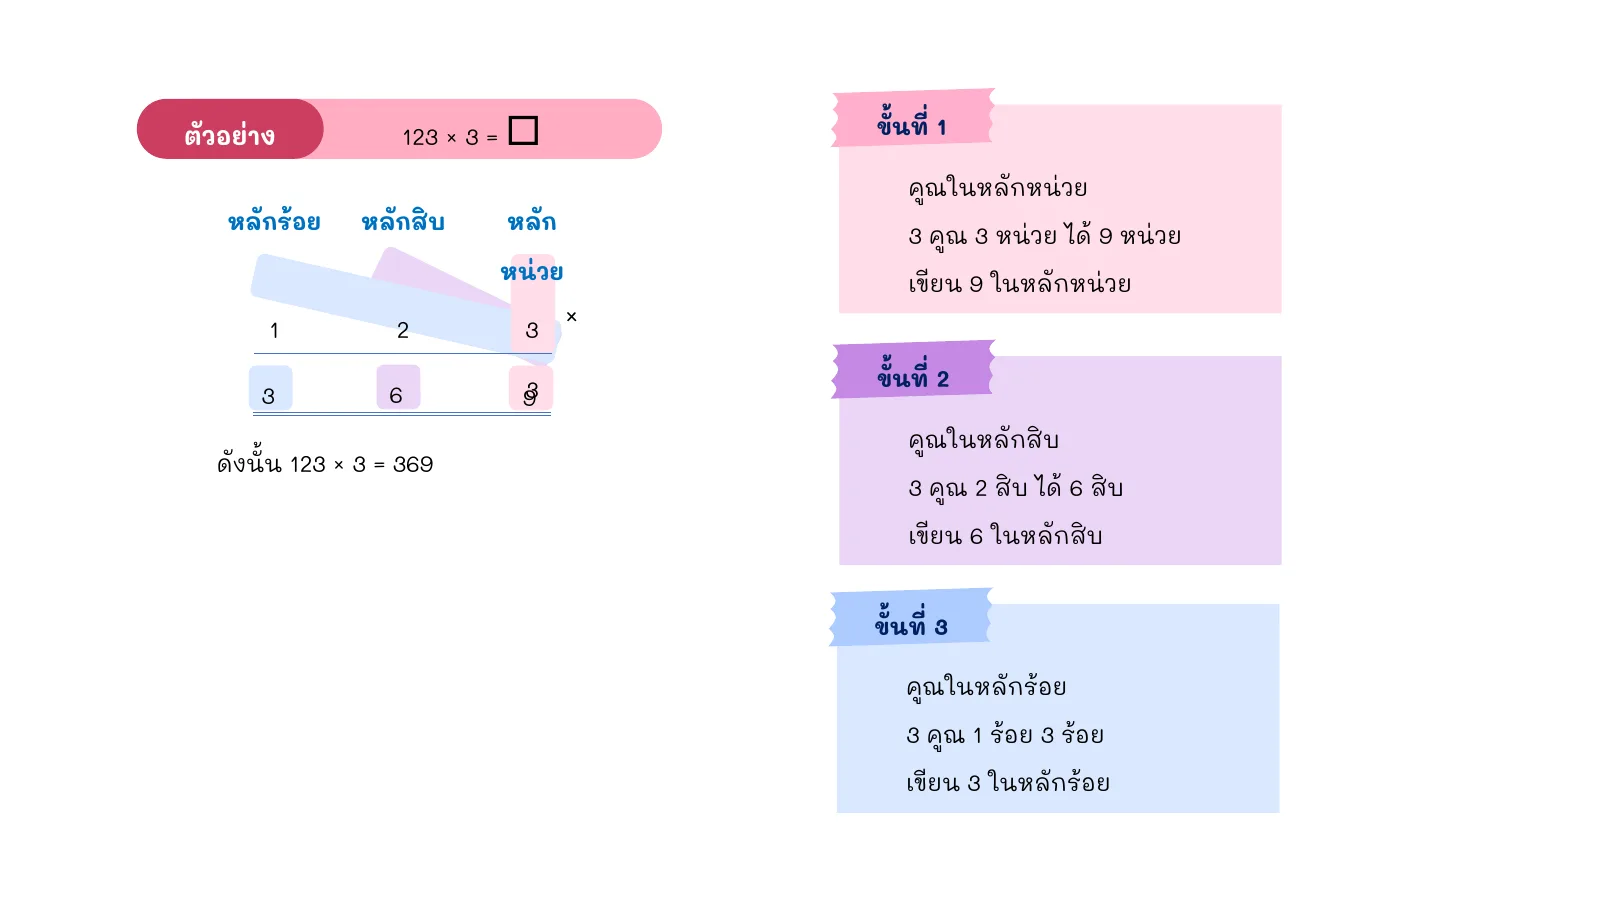 ตัวอย่าง
123 × 3 =
หลักร้อย หลักสิบ หลัก
หน่วย
×
1 2 3
3
3 6 9
ดังนั้น 123 × 3 = 369
ขั้นที่ 1
คูณในหลักหน่วย
3 คูณ 3 หน่วย ได้ 9 หน่วย
เขียน 9 ในหลักหน่วย
ขั้นที่ 2
คูณในหลักสิบ
3 คูณ 2 สิบ ได้ 6 สิบ
เขียน 6 ในหลักสิบ
ขั้นที่ 3
คูณในหลักร้อย
3 คูณ 1 ร้อย 3 ร้อย
เขียน 3 ในหลักร้อย